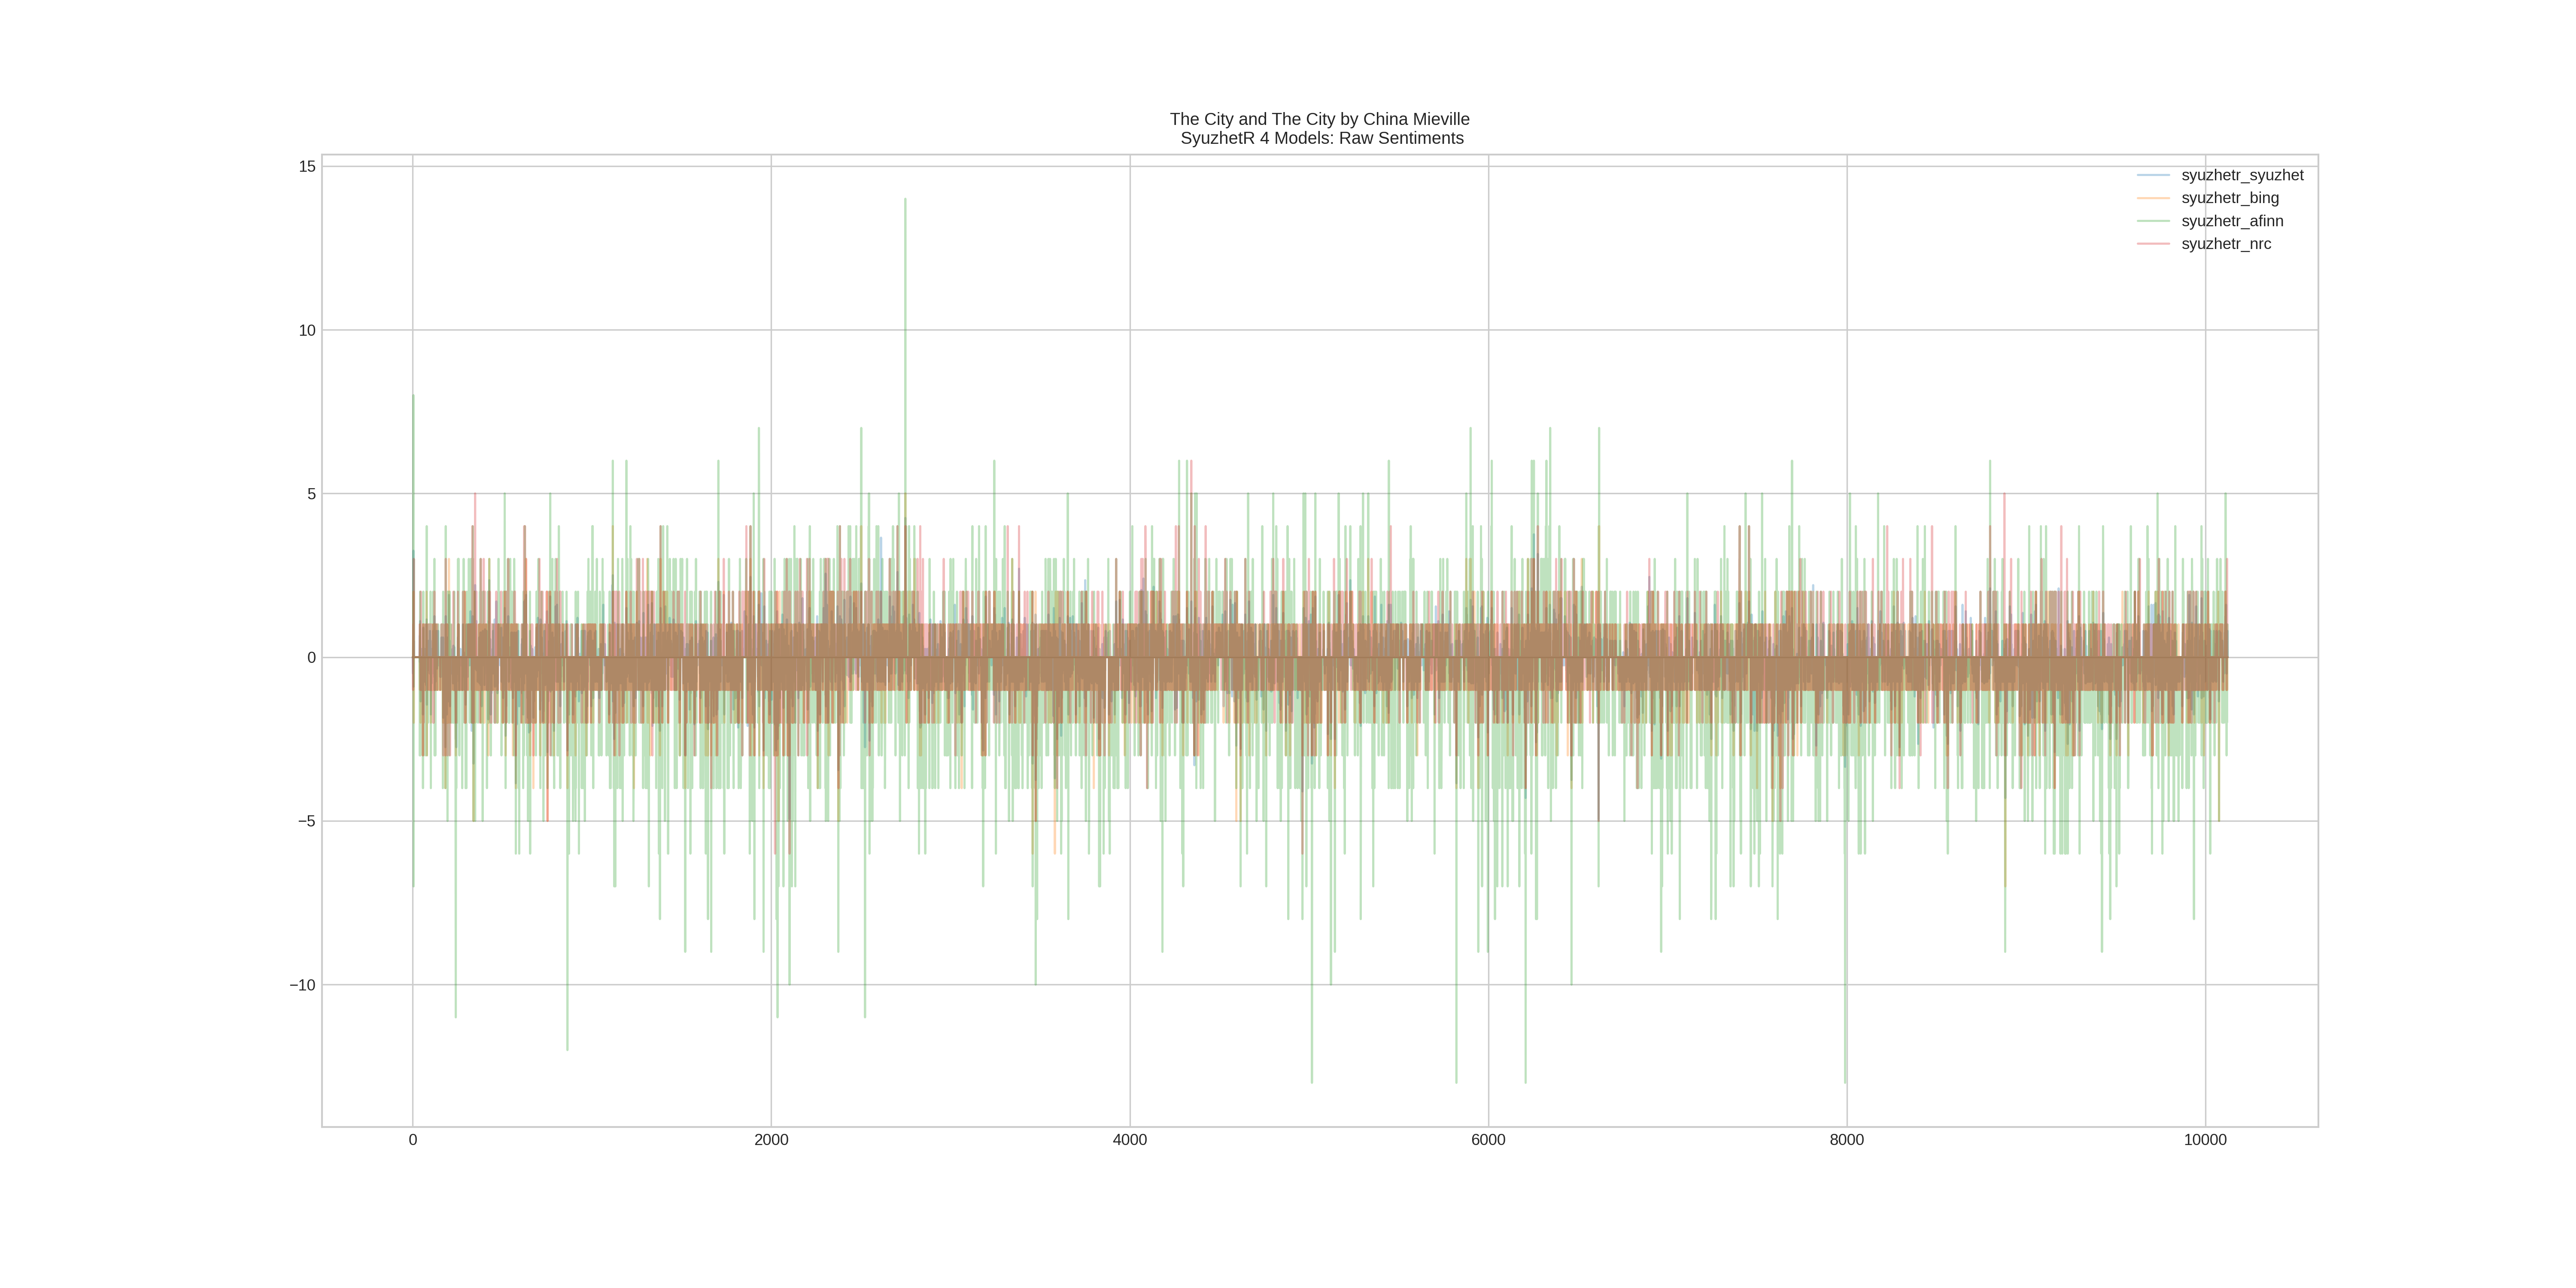 The City and The City by China Mieville
SyuzhetR 4 Models: Raw Sentiments
15
10
5
0
−5
−10
syuzhetr_syuzhet
syuzhetr_bing
syuzhetr_afinn
syuzhetr_nrc
0 2000 4000 6000 8000 10000